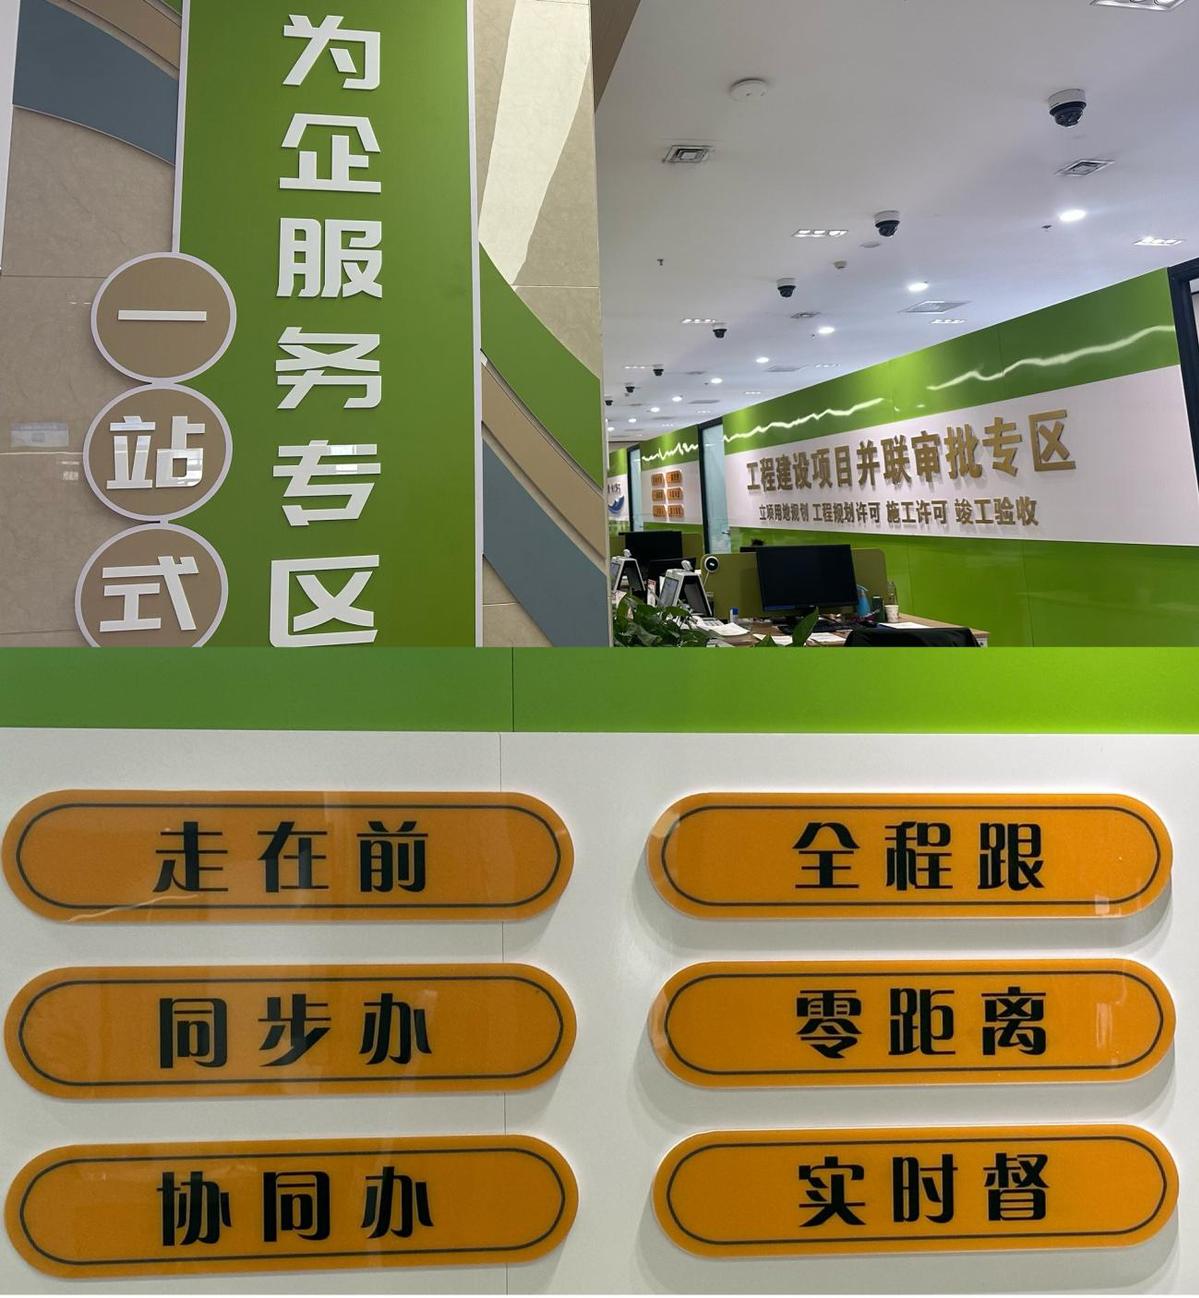 为企服务专区
一站式
工程建设项目并联审批专区
立项用地规划 工程规划许可 施工许可 竣工验收
走在前
全程跟
同步办
零距离
协同办
实时督